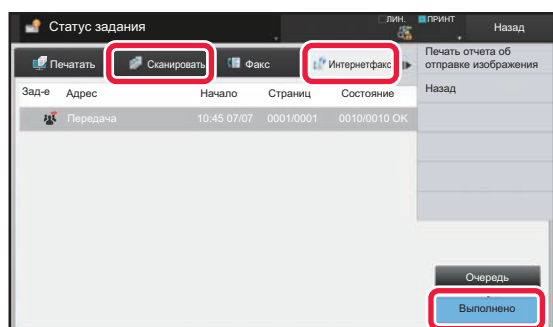 Статус задания
ЛИН.
ПРИНТ
Назад
Печатать
Сканировать
Факс
Интернетфакс
Печать отчета об
отправке изображения
Зад-е
Адрес
Начало
Страниц
Состояние
Назад
Передача
10:45 07/07
0001/0001
0010/0010 OK
Очередь
Выполнено